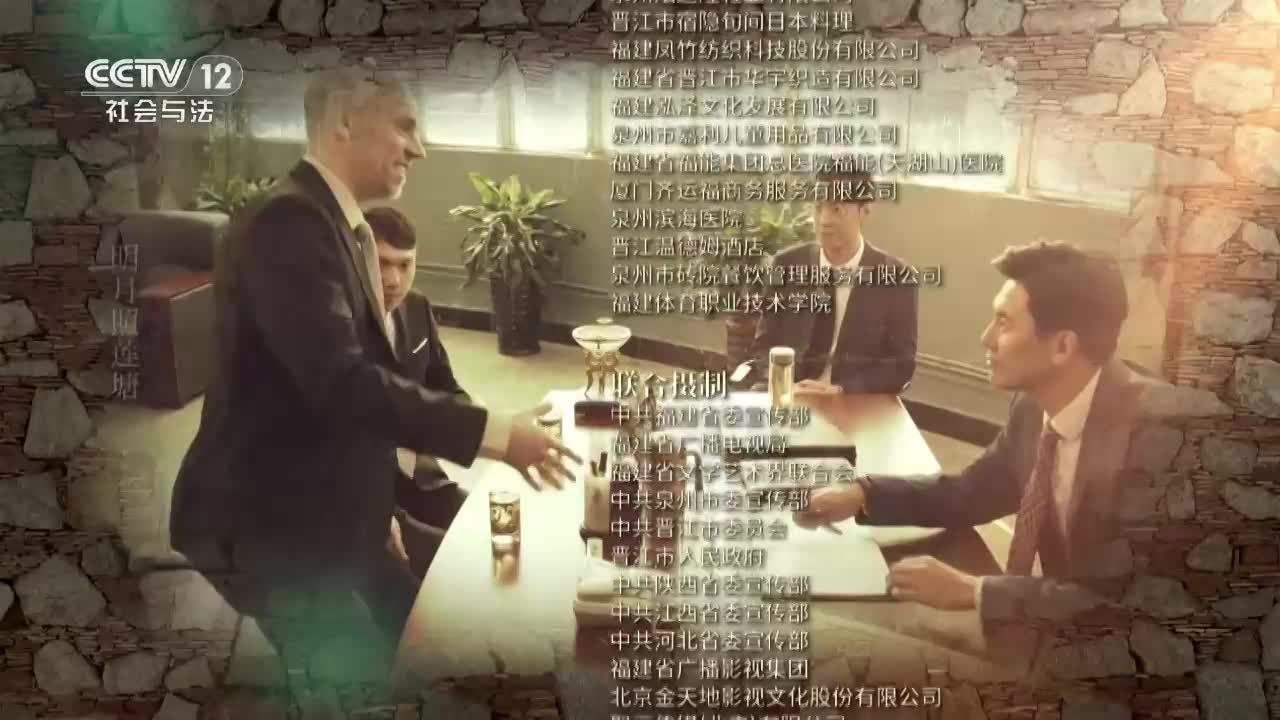 CCTV 12
社会与法
明月照莲塘
晋江市宿隐旬间日本料理
福建凤竹纺织科技股份有限公司
福建省晋江市华宇织造有限公司
福建泓泽文化发展有限公司
泉州市嘉利儿童用品有限公司
福建省福能集团总医院福能(天湖山)医院
厦门齐运福商务服务有限公司
泉州滨海医院
晋江温德姆酒店
泉州市砖院餐饮管理服务有限公司
福建体育职业技术学院
联合摄制
中共福建省委宣传部
福建省广播电视局
福建省文学艺术界联合会
中共泉州市委宣传部
中共晋江市委员会
晋江市人民政府
中共陕西省委宣传部
中共江西省委宣传部
中共河北省委宣传部
福建省广播影视集团
北京金天地影视文化股份有限公司